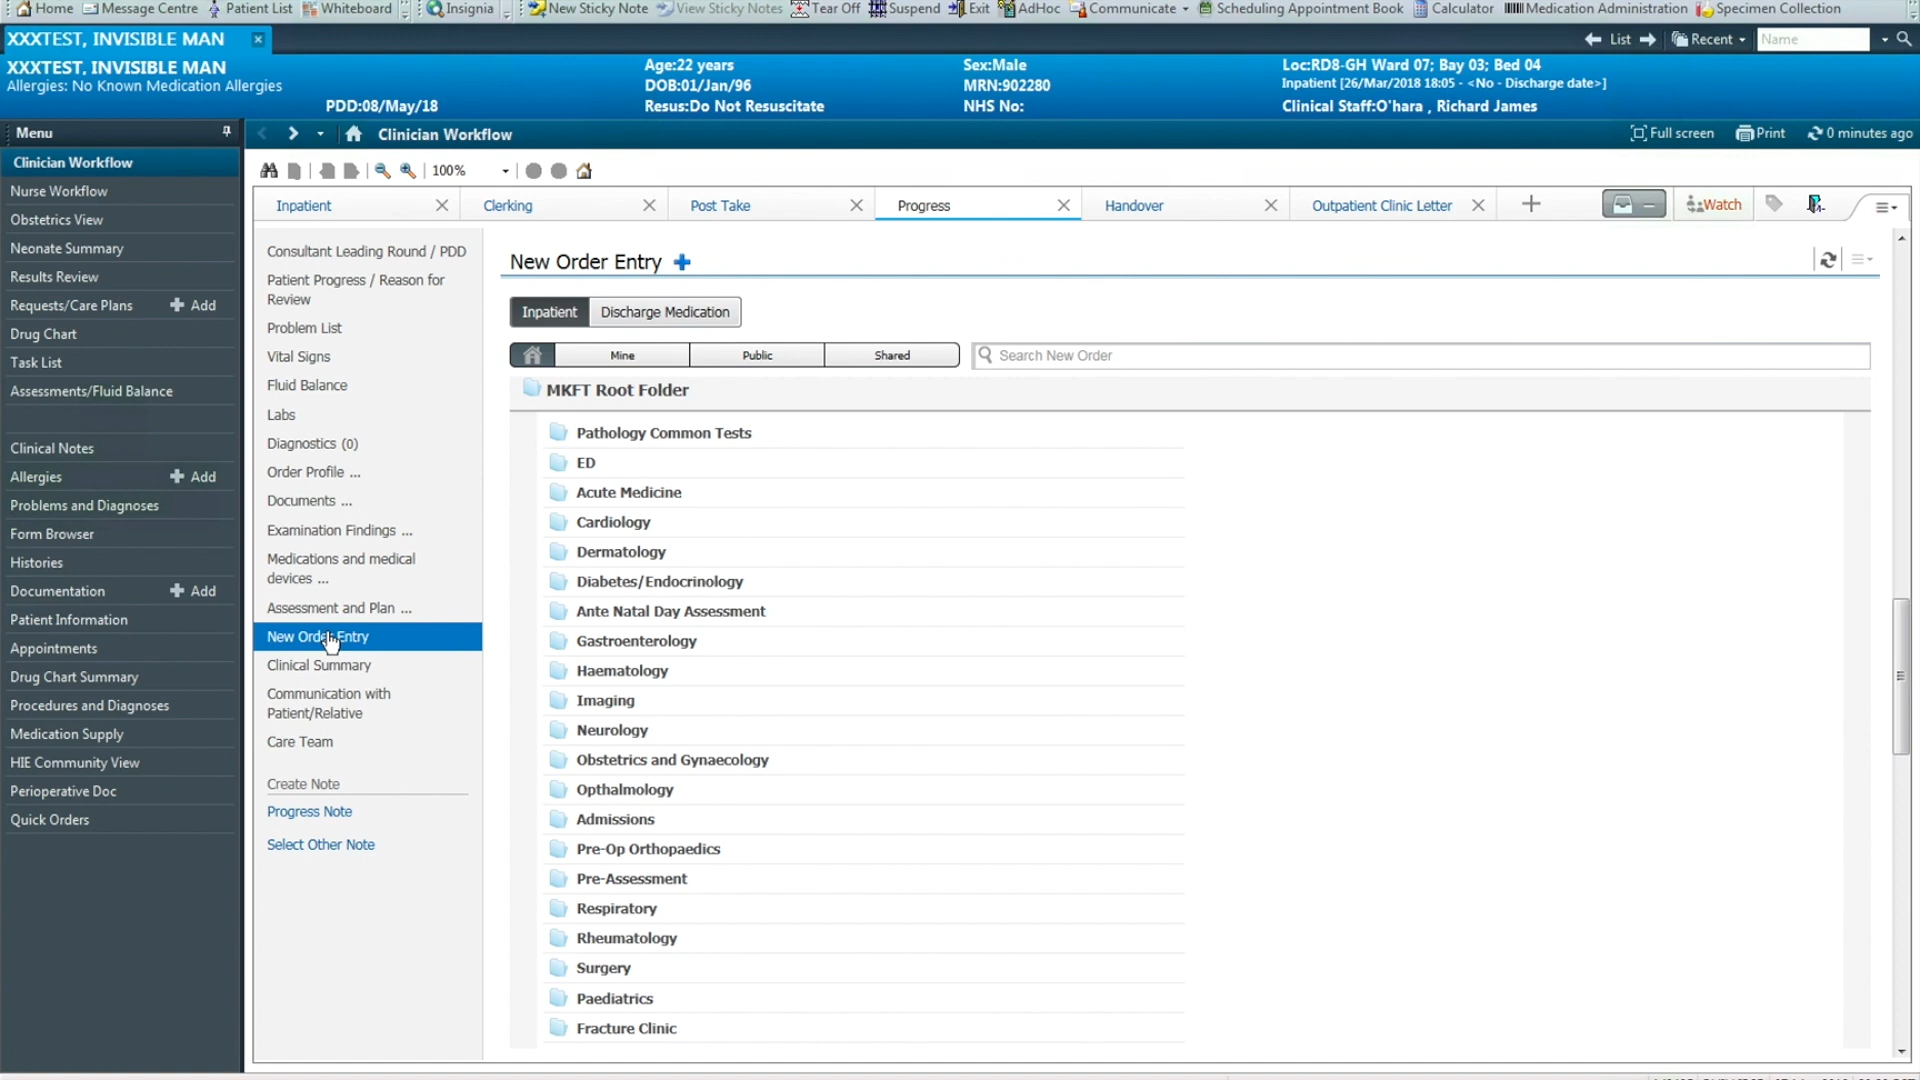 Home Message Centre Patient List Whiteboard Insignia New Sticky Note View Sticky Notes Tear Off Suspend Exit AdHoc Communicate Scheduling Appointment Book Calculator Medication Administration Specimen Collection
XXXTEST, INVISIBLE MAN
List Recent Name
XXXTEST, INVISIBLE MAN
Allergies: No Known Medication Allergies
PDD:08/May/18
Age:22 years
DOB:01/Jan/96
Resus:Do Not Resuscitate
Sex:Male
MRN:902280
NHS No:
Loc:RD8-GH Ward 07; Bay 03; Bed 04
Inpatient [26/Mar/2018 18:05 - <No - Discharge date>]
Clinical Staff:O'hara , Richard James
Menu
Clinician Workflow
Nurse Workflow
Obstetrics View
Neonate Summary
Results Review
Requests/Care Plans Add
Drug Chart
Task List
Assessments/Fluid Balance
Clinical Notes
Allergies Add
Problems and Diagnoses
Form Browser
Histories
Documentation Add
Patient Information
Appointments
Drug Chart Summary
Procedures and Diagnoses
Medication Supply
HIE Community View
Perioperative Doc
Quick Orders
Clinician Workflow
Full screen Print 0 minutes ago
100%
Inpatient Clerking Post Take Progress Handover Outpatient Clinic Letter
Watch
Consultant Leading Round / PDD
Patient Progress / Reason for
Review
Problem List
Vital Signs
Fluid Balance
Labs
Diagnostics (0)
Order Profile ...
Documents ...
Examination Findings ...
Medications and medical
devices ...
Assessment and Plan ...
New Order Entry
Clinical Summary
Communication with
Patient/Relative
Care Team
Create Note
Progress Note
Select Other Note
New Order Entry
Inpatient Discharge Medication
Mine Public Shared Search New Order
MKFT Root Folder
Pathology Common Tests
ED
Acute Medicine
Cardiology
Dermatology
Diabetes/Endocrinology
Ante Natal Day Assessment
Gastroenterology
Haematology
Imaging
Neurology
Obstetrics and Gynaecology
Opthalmology
Admissions
Pre-Op Orthopaedics
Pre-Assessment
Respiratory
Rheumatology
Surgery
Paediatrics
Fracture Clinic